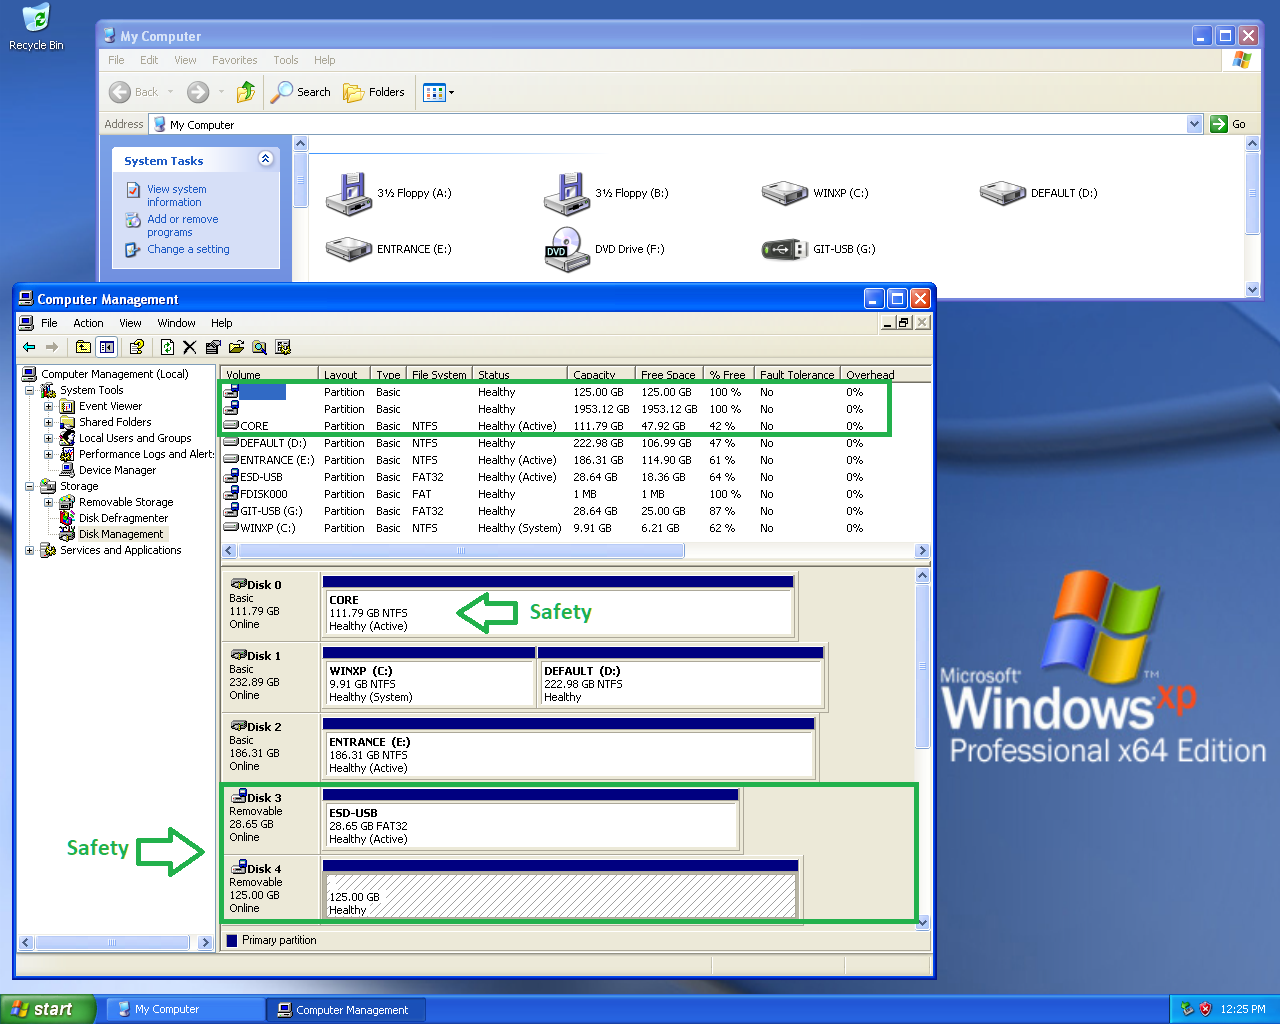 Recycle Bin
My Computer
File Edit View Favorites Tools Help
Back Search Folders
Address My Computer Go
System Tasks
View system
information
Add or remove
programs
Change a setting
3½ Floppy (A:) 3½ Floppy (B:) WINXP (C:) DEFAULT (D:)
ENTRANCE (E:) DVD DVD Drive (F:) GIT-USB (G:)
Computer Management
File Action View Window Help
Computer Management (Local)
System Tools
Event Viewer
Shared Folders
Local Users and Groups
Performance Logs and Alert
Device Manager
Storage
Removable Storage
Disk Defragmenter
Disk Management
Services and Applications
Volume Layout Type File System Status Capacity Free Space % Free Fault Tolerance Overhead
Partition Basic Healthy 125.00 GB 125.00 GB 100 % No 0%
Partition Basic Healthy 1953.12 GB 1953.12 GB 100 % No 0%
CORE Partition Basic NTFS Healthy (Active) 111.79 GB 47.92 GB 42 % No 0%
DEFAULT (D:) Partition Basic NTFS Healthy 222.98 GB 106.99 GB 47 % No 0%
ENTRANCE (E:) Partition Basic NTFS Healthy (Active) 186.31 GB 114.90 GB 61 % No 0%
ESD-USB Partition Basic FAT32 Healthy (Active) 28.64 GB 18.36 GB 64 % No 0%
FDISK000 Partition Basic FAT Healthy 1 MB 1 MB 100 % No 0%
GIT-USB (G:) Partition Basic FAT32 Healthy 28.64 GB 25.00 GB 87 % No 0%
WINXP (C:) Partition Basic NTFS Healthy (System) 9.91 GB 6.21 GB 62 % No 0%
Disk 0
Basic
111.79 GB
Online
CORE
111.79 GB NTFS
Healthy (Active)
Safety
Disk 1
Basic
232.89 GB
Online
WINXP (C:)
9.91 GB NTFS
Healthy (System)
DEFAULT (D:)
222.98 GB NTFS
Healthy
Disk 2
Basic
186.31 GB
Online
ENTRANCE (E:)
186.31 GB NTFS
Healthy (Active)
Safety
Disk 3
Removable
28.65 GB
Online
ESD-USB
28.65 GB FAT32
Healthy (Active)
Disk 4
Removable
125.00 GB
Online
125.00 GB
Healthy
Primary partition
Microsoft®
Windows xp
Professional x64 Edition
TM
start My Computer Computer Management 12:25 PM